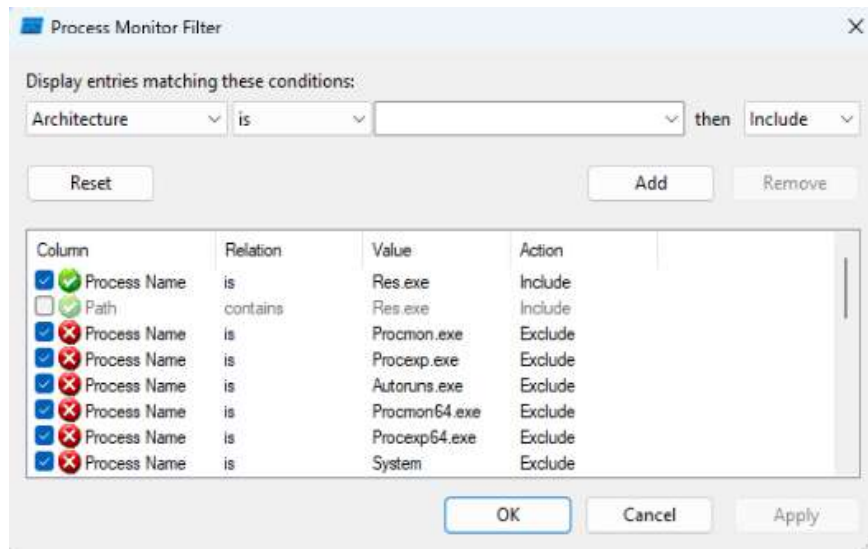 Process Monitor Filter
Display entries matching these conditions:
Architecture is then Include
Reset Add Remove
Column Relation Value Action
Process Name is Res.exe Include
Path contains Res.exe Include
Process Name is Procmon.exe Exclude
Process Name is Procexp.exe Exclude
Process Name is Autoruns.exe Exclude
Process Name is Procmon64.exe Exclude
Process Name is Procexp64.exe Exclude
Process Name is System Exclude
OK Cancel Apply